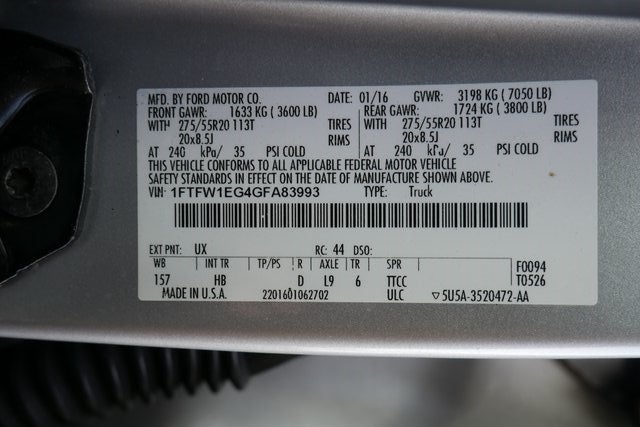 MFD. BY FORD MOTOR CO. DATE: 01/16 GVWR: 3198 KG ( 7050 LB)
FRONT GAWR: 1633 KG ( 3600 LB) REAR GAWR: 1724 KG ( 3800 LB)
WITH 275/55R20 113T TIRES WITH 275/55R20 113T TIRES
20x8.5J RIMS 20x8.5J RIMS
AT 240 kPa/ 35 PSI COLD AT 240 kPa/ 35 PSI COLD
THIS VEHICLE CONFORMS TO ALL APPLICABLE FEDERAL MOTOR VEHICLE
SAFETY STANDARDS IN EFFECT ON THE DATE OF MANUFACTURE SHOWN ABOVE.
VIN: 1FTFW1EG4GFA83993 TYPE: Truck
EXT PNT: UX RC: 44 DSO:
WB INT TR TP/PS R AXLE TR SPR F0094
157 HB D L9 6 TTCC T0526
MADE IN U.S.A. 2201601062702 ULC ▽5U5A-3520472-AA